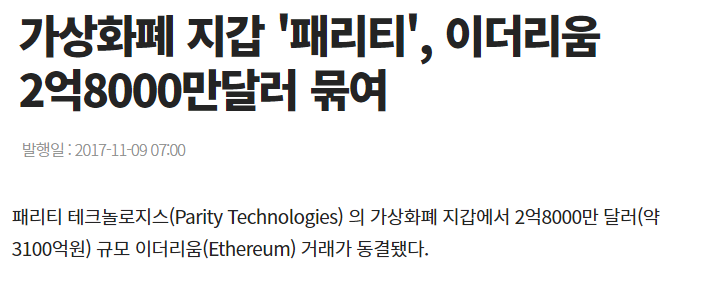 가상화폐 지갑 '패리티', 이더리움
2억8000만달러 묶여
발행일 : 2017-11-09 07:00
패리티 테크놀로지스(Parity Technologies) 의 가상화폐 지갑에서 2억8000만 달러(약
3100억원) 규모 이더리움(Ethereum) 거래가 동결됐다.